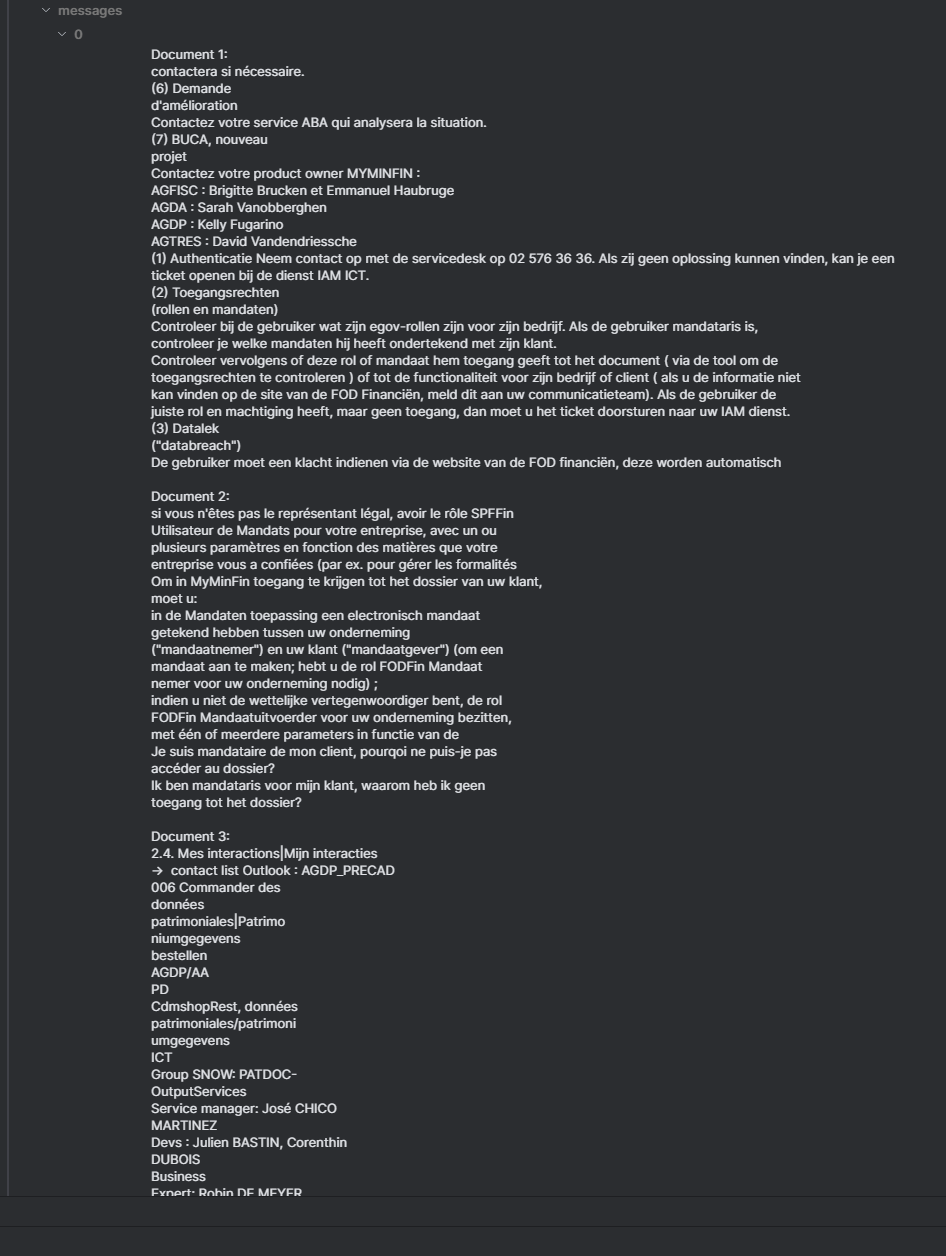 messages
0
Document 1:
contactera si nécessaire.
(6) Demande
d'amélioration
Contactez votre service ABA qui analysera la situation.
(7) BUCA, nouveau
projet
Contactez votre product owner MYMINFIN :
AGFISC : Brigitte Brucken et Emmanuel Haubruge
AGDA : Sarah Vanobberghen
AGDP : Kelly Fugarino
AGTRES : David Vandendriessche
(1) Authenticatie Neem contact op met de servicedesk op 02 576 36 36. Als zij geen oplossing kunnen vinden, kan je een
ticket openen bij de dienst IAM ICT.
(2) Toegangsrechten
(rollen en mandaten)
Controleer bij de gebruiker wat zijn egov-rollen zijn voor zijn bedrijf. Als de gebruiker mandataris is,
controleer je welke mandaten hij heeft ondertekend met zijn klant.
Controleer vervolgens of deze rol of mandaat hem toegang geeft tot het document ( via de tool om de
toegangsrechten te controleren ) of tot de functionaliteit voor zijn bedrijf of client ( als u de informatie niet
kan vinden op de site van de FOD Financiën, meld dit aan uw communicatieteam). Als de gebruiker de
juiste rol en machtiging heeft, maar geen toegang, dan moet u het ticket doorsturen naar uw IAM dienst.
(3) Datalek
("databreach")
De gebruiker moet een klacht indienen via de website van de FOD financiën, deze worden automatisch
Document 2:
si vous n'êtes pas le représentant légal, avoir le rôle SPFFin
Utilisateur de Mandats pour votre entreprise, avec un ou
plusieurs paramètres en fonction des matières que votre
entreprise vous a confiées (par ex. pour gérer les formalités
Om in MyMinFin toegang te krijgen tot het dossier van uw klant,
moet u:
in de Mandaten toepassing een electronisch mandaat
getekend hebben tussen uw onderneming
("mandaatnemer") en uw klant ("mandaatgever") (om een
mandaat aan te maken; hebt u de rol FODFin Mandaat
nemer voor uw onderneming nodig) ;
indien u niet de wettelijke vertegenwoordiger bent, de rol
FODFin Mandaatuitvoerder voor uw onderneming bezitten,
met één of meerdere parameters in functie van de
Je suis mandataire de mon client, pourqoi ne puis-je pas
accéder au dossier?
Ik ben mandataris voor mijn klant, waarom heb ik geen
toegang tot het dossier?
Document 3:
2.4. Mes interactions|Mijn interacties
→ contact list Outlook : AGDP_PRECAD
006 Commander des
données
patrimoniales|Patrimo
niumgegevens
bestellen
AGDP/AA
PD
CdmshopRest, données
patrimoniales/patrimoni
umgegevens
ICT
Group SNOW: PATDOC-
OutputServices
Service manager: José CHICO
MARTINEZ
Devs : Julien BASTIN, Corenthin
DUBOIS
Business
Expert: Robin DE MEYER